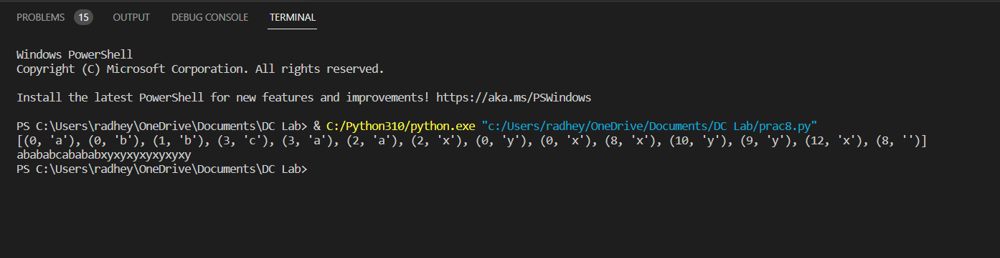 PROBLEMS 15 OUTPUT DEBUG CONSOLE TERMINAL
Windows PowerShell
Copyright (C) Microsoft Corporation. All rights reserved.
Install the latest PowerShell for new features and improvements! https://aka.ms/PSWindows
PS C:\Users\radhey\OneDrive\Documents\DC Lab> & C:/Python310/python.exe "c:/Users/radhey/OneDrive/Documents/DC Lab/prac8.py"
[(0, 'a'), (0, 'b'), (1, 'b'), (3, 'c'), (3, 'a'), (2, 'a'), (2, 'x'), (0, 'y'), (0, 'x'), (8, 'x'), (10, 'y'), (9, 'y'), (12, 'x'), (8, '')]
abababcabababxyxyxyxyxyxyxy
PS C:\Users\radhey\OneDrive\Documents\DC Lab>